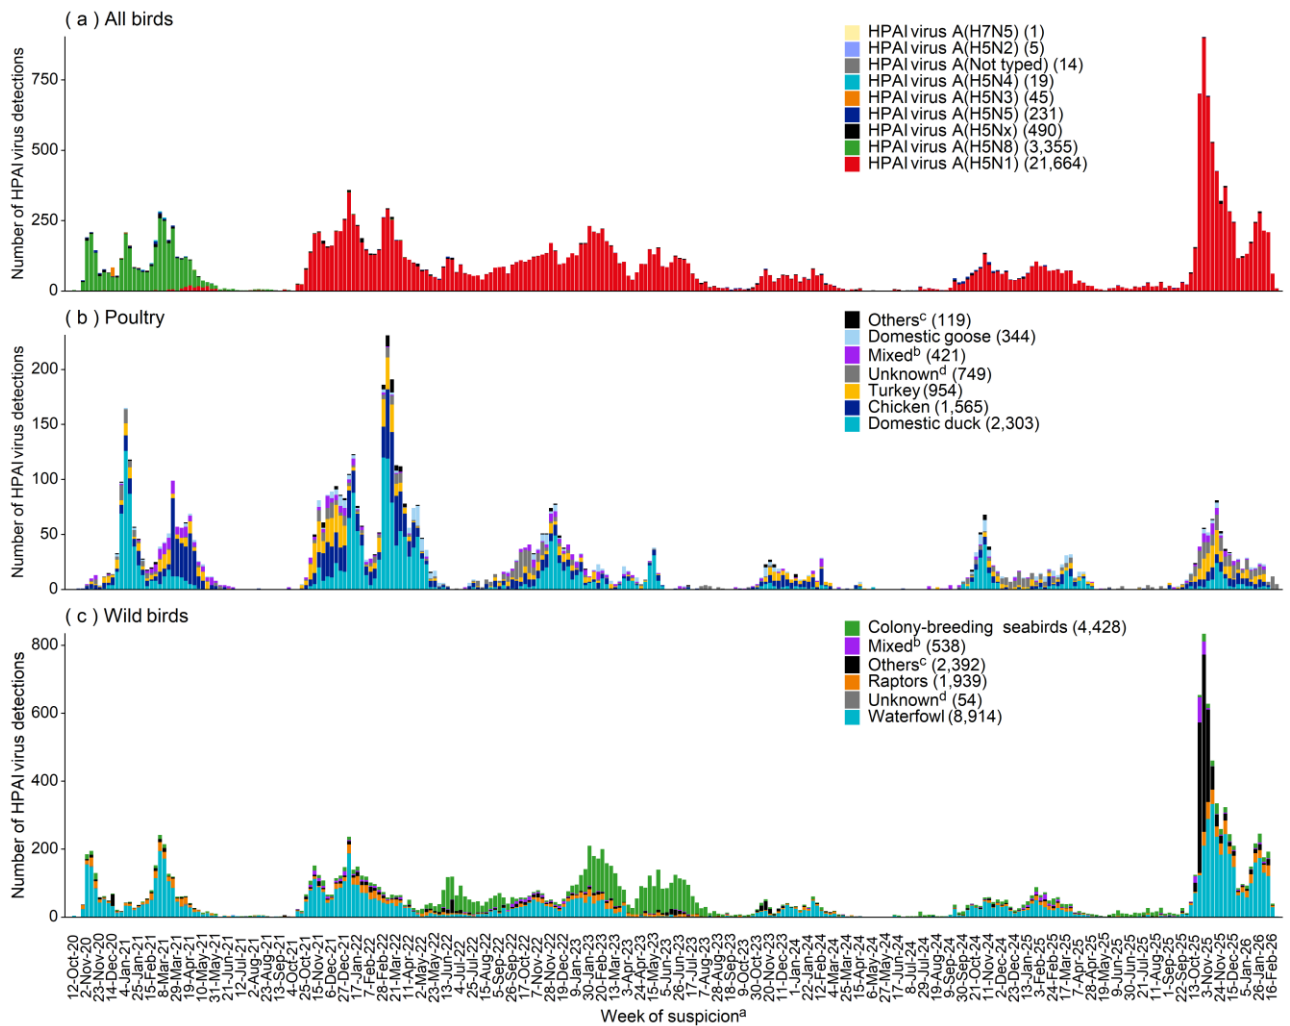 ( a ) All birds
Number of HPAI virus detections
750
500
250
0
HPAI virus A(H7N5) (1)
HPAI virus A(H5N2) (5)
HPAI virus A(Not typed) (14)
HPAI virus A(H5N4) (19)
HPAI virus A(H5N3) (45)
HPAI virus A(H5N5) (231)
HPAI virus A(H5Nx) (490)
HPAI virus A(H5N8) (3,355)
HPAI virus A(H5N1) (21,664)
( b ) Poultry
Number of HPAI virus detections
200
150
100
50
0
Othersᶜ (119)
Domestic goose (344)
Mixedᵇ (421)
Unknownᵈ (749)
Turkey (954)
Chicken (1,565)
Domestic duck (2,303)
( c ) Wild birds
Number of HPAI virus detections
800
600
400
200
0
Colony-breeding seabirds (4,428)
Mixedᵇ (538)
Othersᶜ (2,392)
Raptors (1,939)
Unknownᵈ (54)
Waterfowl (8,914)
12-Oct-20
2-Nov-20
23-Nov-20
14-Dec-20
4-Jan-21
25-Jan-21
15-Feb-21
8-Mar-21
29-Mar-21
19-Apr-21
10-May-21
31-May-21
21-Jun-21
12-Jul-21
2-Aug-21
23-Aug-21
13-Sep-21
4-Oct-21
25-Oct-21
15-Nov-21
6-Dec-21
27-Dec-21
17-Jan-22
7-Feb-22
28-Feb-22
21-Mar-22
11-Apr-22
2-May-22
23-May-22
13-Jun-22
4-Jul-22
25-Jul-22
15-Aug-22
5-Sep-22
26-Sep-22
17-Oct-22
7-Nov-22
28-Nov-22
19-Dec-22
9-Jan-23
30-Jan-23
20-Feb-23
13-Mar-23
3-Apr-23
24-Apr-23
15-May-23
5-Jun-23
26-Jun-23
17-Jul-23
7-Aug-23
28-Aug-23
18-Sep-23
9-Oct-23
30-Oct-23
20-Nov-23
11-Dec-23
1-Jan-24
22-Jan-24
12-Feb-24
4-Mar-24
25-Mar-24
15-Apr-24
6-May-24
27-May-24
17-Jun-24
8-Jul-24
29-Jul-24
19-Aug-24
9-Sep-24
30-Sep-24
21-Oct-24
11-Nov-24
2-Dec-24
23-Dec-24
13-Jan-25
3-Feb-25
24-Feb-25
17-Mar-25
7-Apr-25
28-Apr-25
19-May-25
9-Jun-25
30-Jun-25
21-Jul-25
11-Aug-25
1-Sep-25
22-Sep-25
13-Oct-25
3-Nov-25
24-Nov-25
15-Dec-25
5-Jan-26
26-Jan-26
16-Feb-26
Week of suspicionᵃ